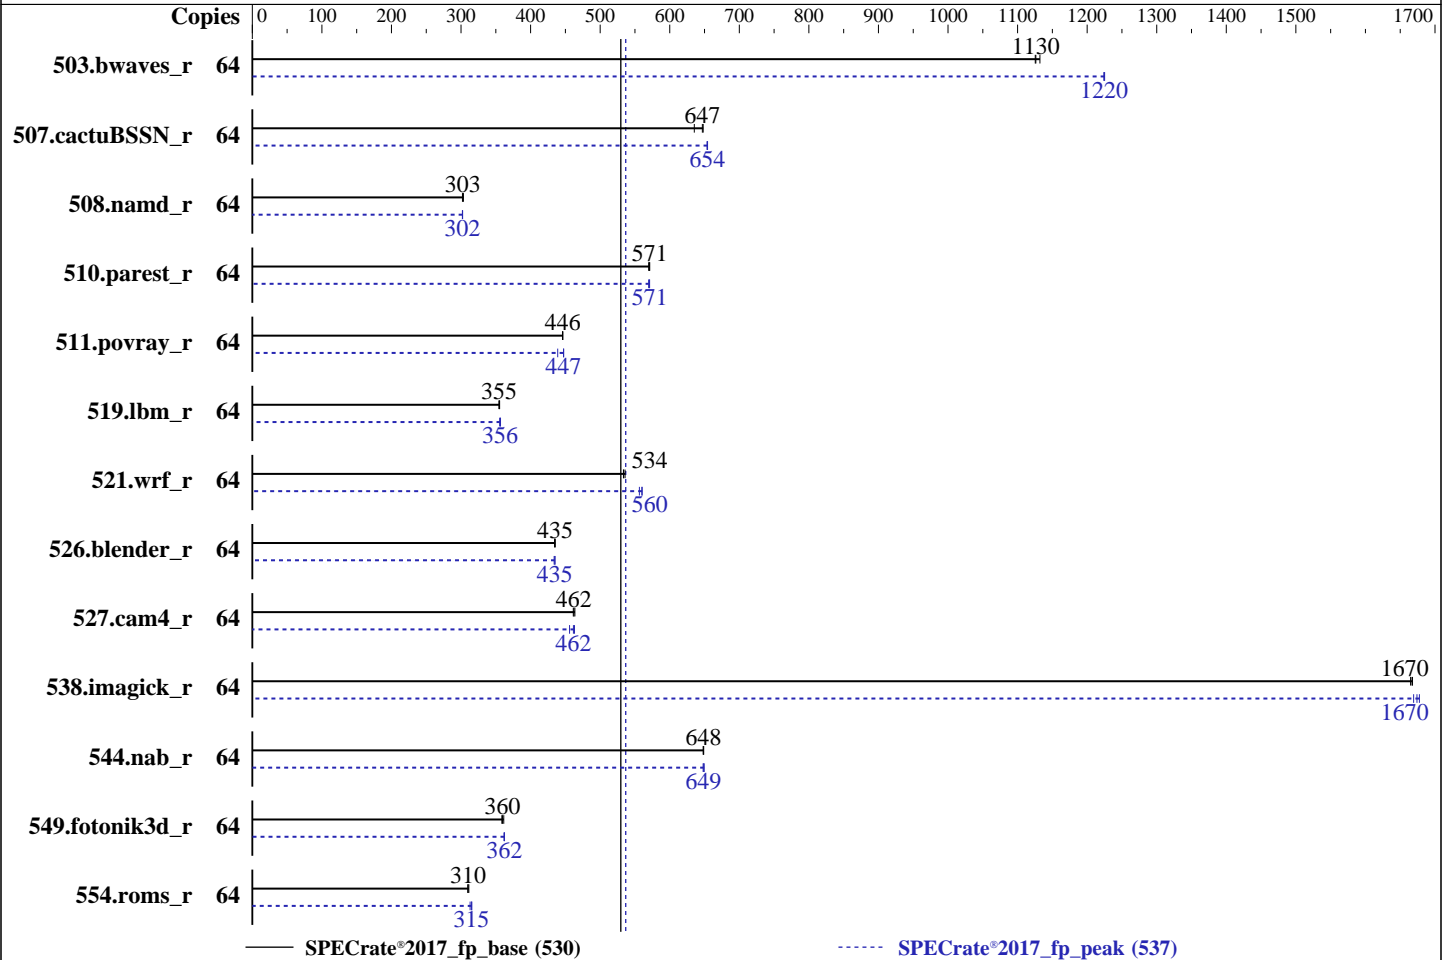 Copies 0 100 200 300 400 500 600 700 800 900 1000 1100 1200 1300 1400 1500 1700
1130
503.bwaves_r 64
1220
647
507.cactuBSSN_r 64
654
303
508.namd_r 64
302
571
510.parest_r 64
571
446
511.povray_r 64
447
355
519.lbm_r 64
356
534
521.wrf_r 64
560
435
526.blender_r 64
435
462
527.cam4_r 64
462
1670
538.imagick_r 64
1670
648
544.nab_r 64
649
360
549.fotonik3d_r 64
362
310
554.roms_r 64
315
SPECrate®2017_fp_base (530) SPECrate®2017_fp_peak (537)